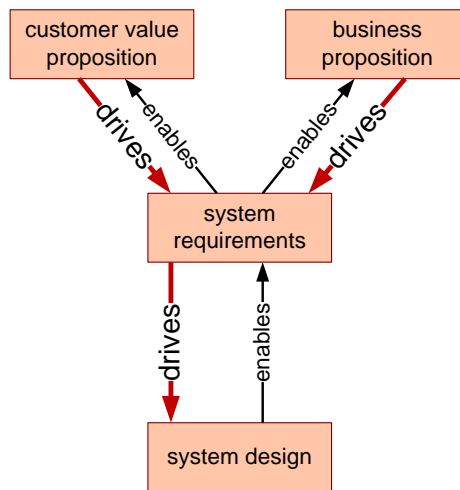 customer value
proposition
business
proposition
drives
enables
enables
drives
system
requirements
drives
enables
system design